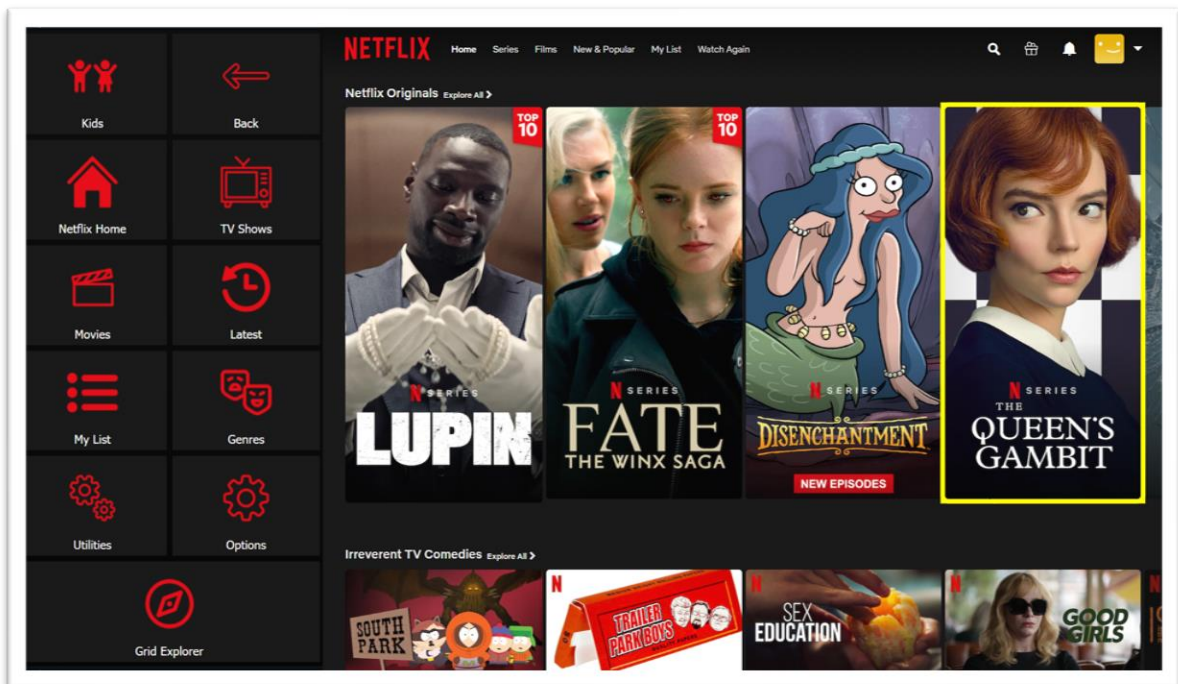 Kids
Back
Netflix Home
TV Shows
Movies
Latest
My List
Genres
Utilities
Options
Grid Explorer
NETFLIX Home Series Films New & Popular My List Watch Again
Netflix Originals Explore All >
TOP
10
N SERIES
LUPIN
TOP
10
N SERIES
FATE
THE WINX SAGA
N SERIES
DISENCHANTMENT
NEW EPISODES
N SERIES
THE
QUEEN'S
GAMBIT
Irreverent TV Comedies Explore All >
SOUTH
PARK
N
TRAILER
PARK BOYS
N
SEX
EDUCATION
N
GOOD
GIRLS
N